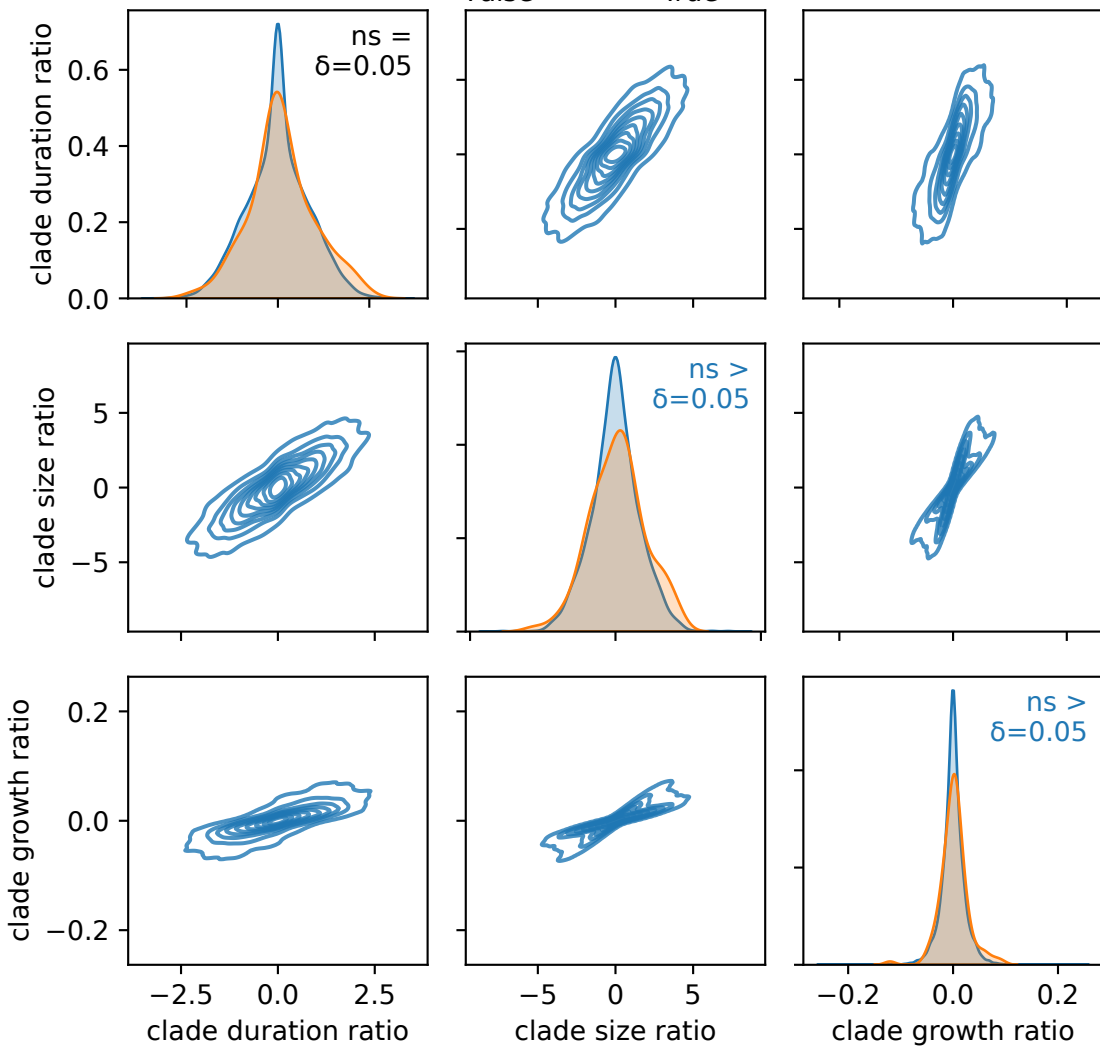 clade duration ratio
0.6
0.4
0.2
0.0
ns =
δ=0.05
clade size ratio
5
0
−5
ns >
δ=0.05
clade growth ratio
0.2
0.0
−0.2
ns >
δ=0.05
−2.5 0.0 2.5
clade duration ratio
−5 0 5
clade size ratio
−0.2 0.0 0.2
clade growth ratio